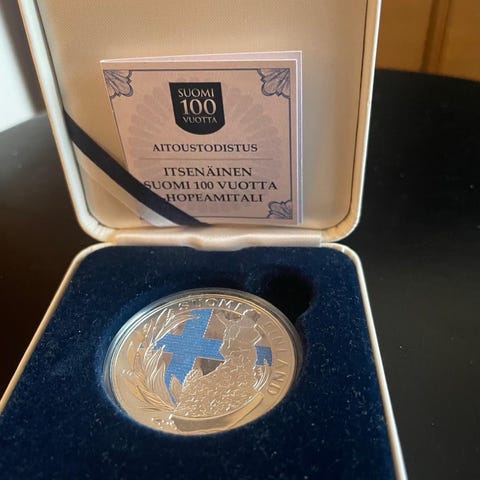 SUOMI
100
VUOTTA
AITOUSTODISTUS
ITSENÄINEN
SUOMI 100 VUOTTA
HOPEAMITALI
SUOMI
FINLAND